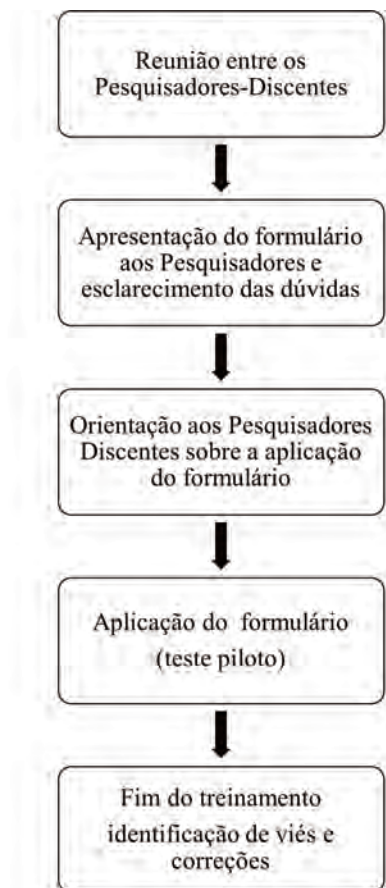 Reunião entre os
Pesquisadores-Discentes
Apresentação do formulário
aos Pesquisadores e
esclarecimento das dúvidas
Orientação aos Pesquisadores
Discentes sobre a aplicação
do formulário
Aplicação do formulário
(teste piloto)
Fim do treinamento
identificação de viés e
correções